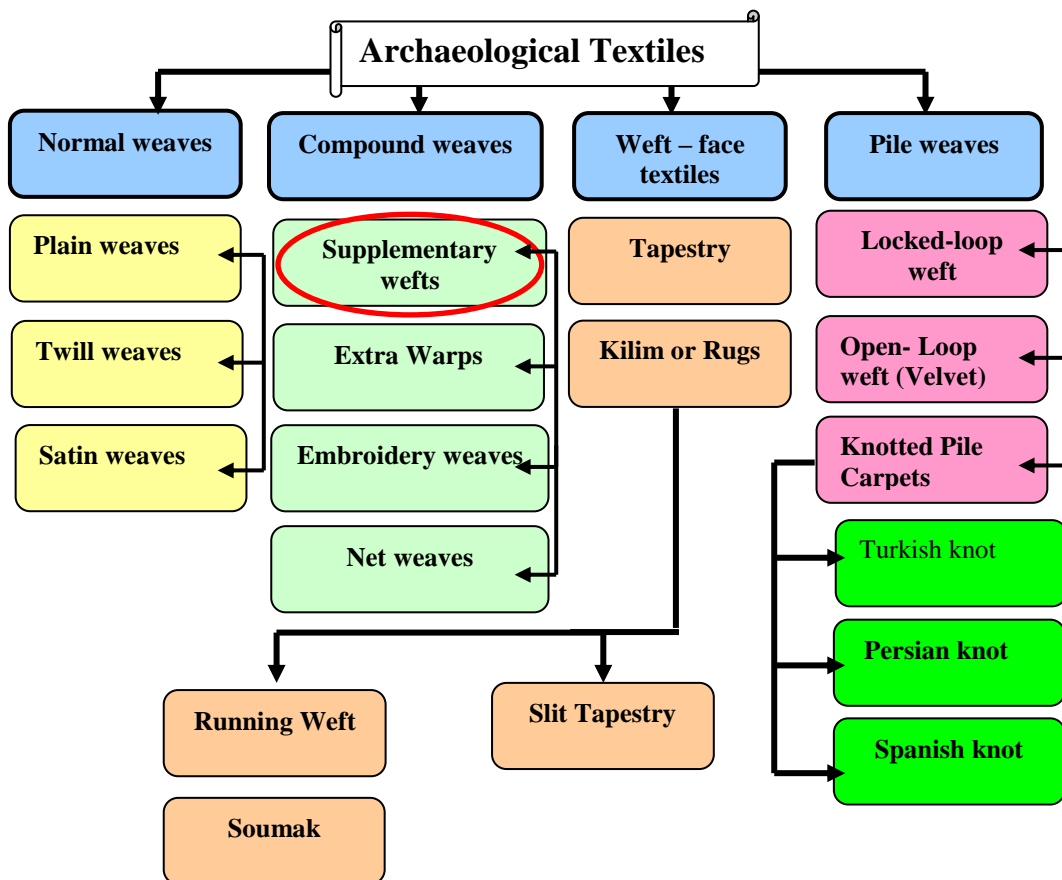 Archaeological Textiles
Normal weaves
Compound weaves
Weft – face
textiles
Pile weaves
Plain weaves
Twill weaves
Satin weaves
Supplementary
wefts
Extra Warps
Embroidery weaves
Net weaves
Tapestry
Kilim or Rugs
Running Weft
Slit Tapestry
Soumak
Locked-loop
weft
Open- Loop
weft (Velvet)
Knotted Pile
Carpets
Turkish knot
Persian knot
Spanish knot